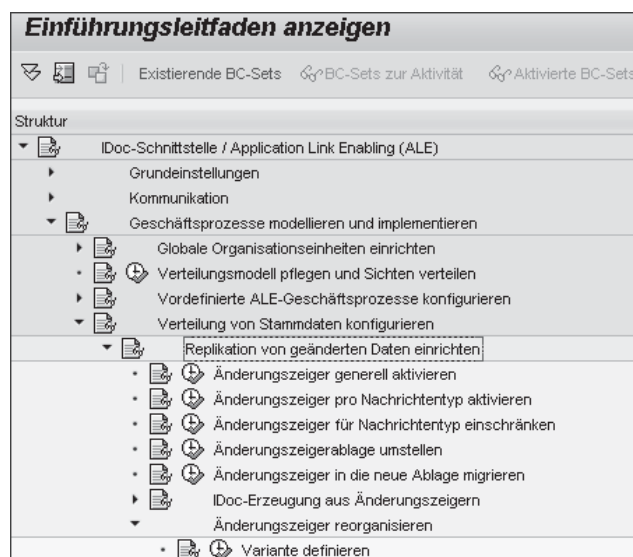 Einführungsleitfaden anzeigen
Existierende BC-Sets BC-Sets zur Aktivität Aktivierte BC-Sets
Struktur
IDoc-Schnittstelle / Application Link Enabling (ALE)
Grundeinstellungen
Kommunikation
Geschäftsprozesse modellieren und implementieren
Globale Organisationseinheiten einrichten
Verteilungsmodell pflegen und Sichten verteilen
Vordefinierte ALE-Geschäftsprozesse konfigurieren
Verteilung von Stammdaten konfigurieren
Replikation von geänderten Daten einrichten
Änderungszeiger generell aktivieren
Änderungszeiger pro Nachrichtentyp aktivieren
Änderungszeiger für Nachrichtentyp einschränken
Änderungszeigerablage umstellen
Änderungszeiger in die neue Ablage migrieren
IDoc-Erzeugung aus Änderungszeigern
Änderungszeiger reorganisieren
Variante definieren